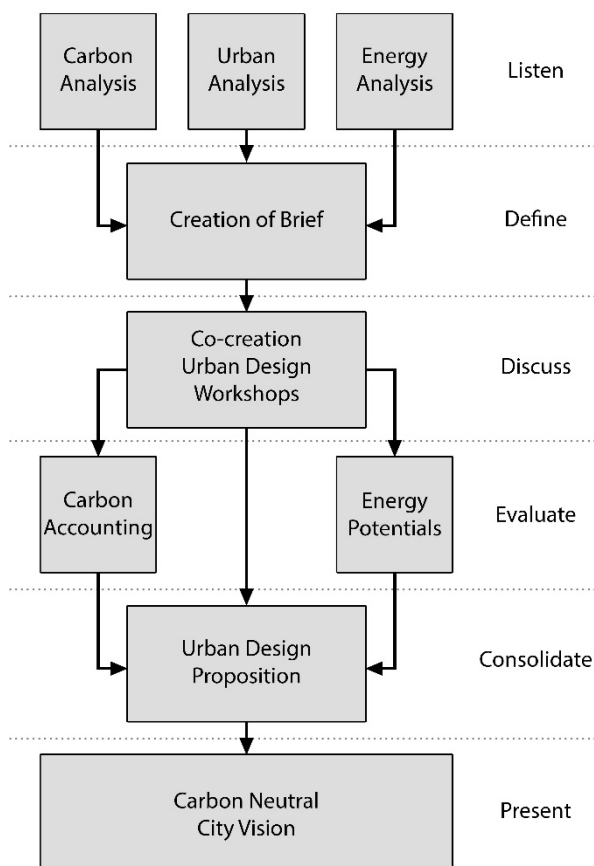 Carbon
Analysis
Urban
Analysis
Energy
Analysis
Listen
Creation of Brief
Define
Co-creation
Urban Design
Workshops
Discuss
Carbon
Accounting
Energy
Potentials
Evaluate
Urban Design
Proposition
Consolidate
Carbon Neutral
City Vision
Present